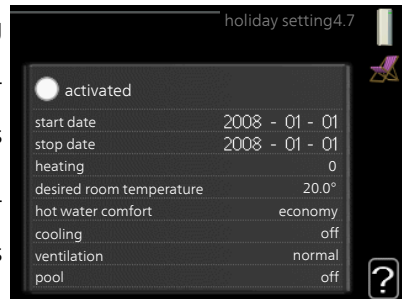 holiday setting4.7
activated
start date 2008 - 01 - 01
stop date 2008 - 01 - 01
heating 0
desired room temperature 20.0°
hot water comfort economy
cooling off
ventilation normal
pool off
?